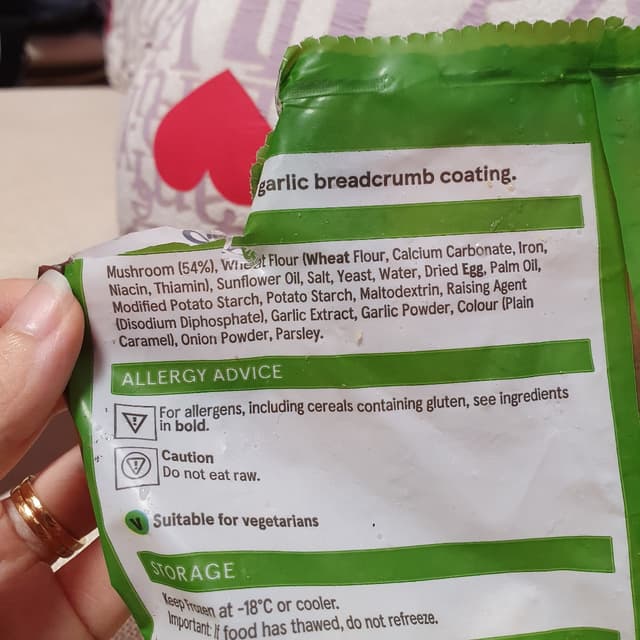 garlic breadcrumb coating.
Mushroom (54%), Wheat Flour (Wheat Flour, Calcium Carbonate, Iron,
Niacin, Thiamin), Sunflower Oil, Salt, Yeast, Water, Dried Egg, Palm Oil,
Modified Potato Starch, Potato Starch, Maltodextrin, Raising Agent
(Disodium Diphosphate), Garlic Extract, Garlic Powder, Colour (Plain
Caramel), Onion Powder, Parsley.
ALLERGY ADVICE
For allergens, including cereals containing gluten, see ingredients
in bold.
Caution
Do not eat raw.
V Suitable for vegetarians
STORAGE
Keep Frozen at -18°C or cooler.
Important: If food has thawed, do not refreeze.